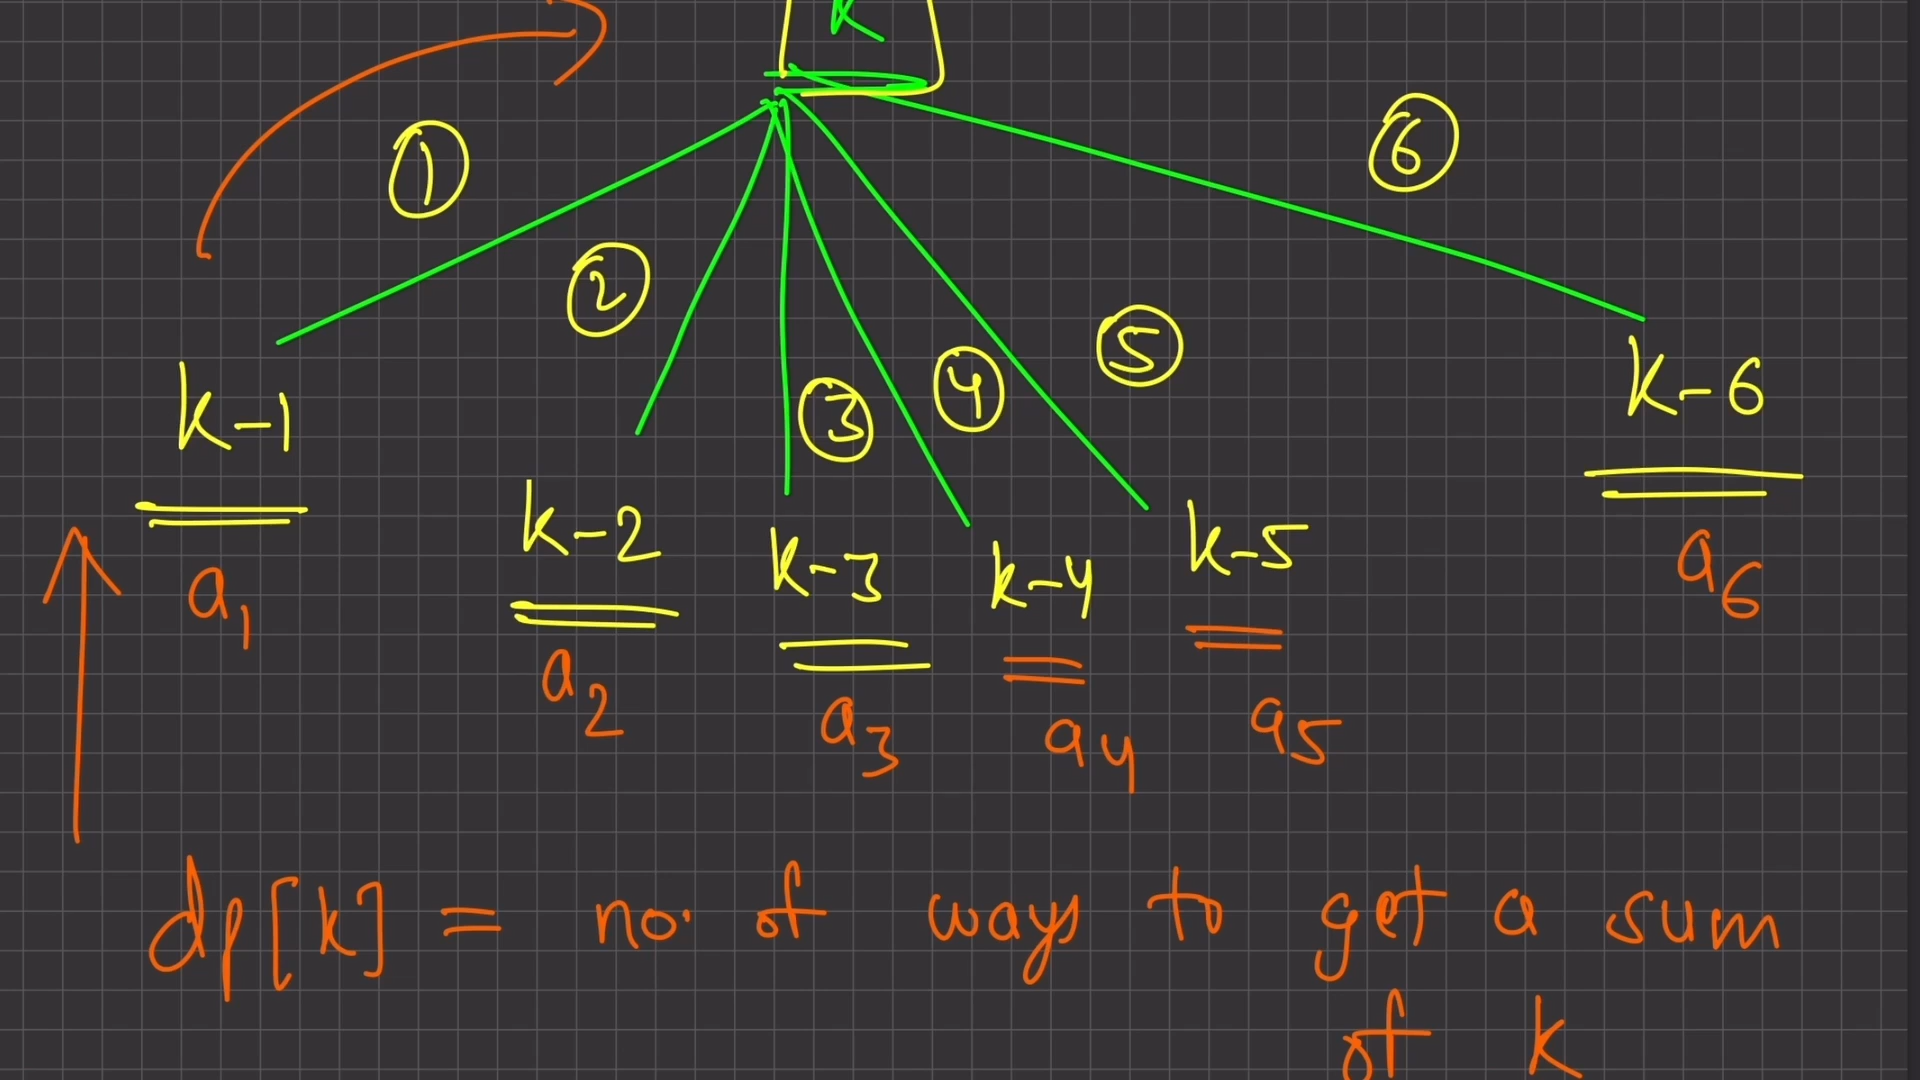 k
① ⑥
② ⑤
③ ④
k-1 k-6
k-2 k-3 k-4 k-5
a1 a6
a2 a3 a4 a5
dp[k] = no. of ways to get a sum
of k